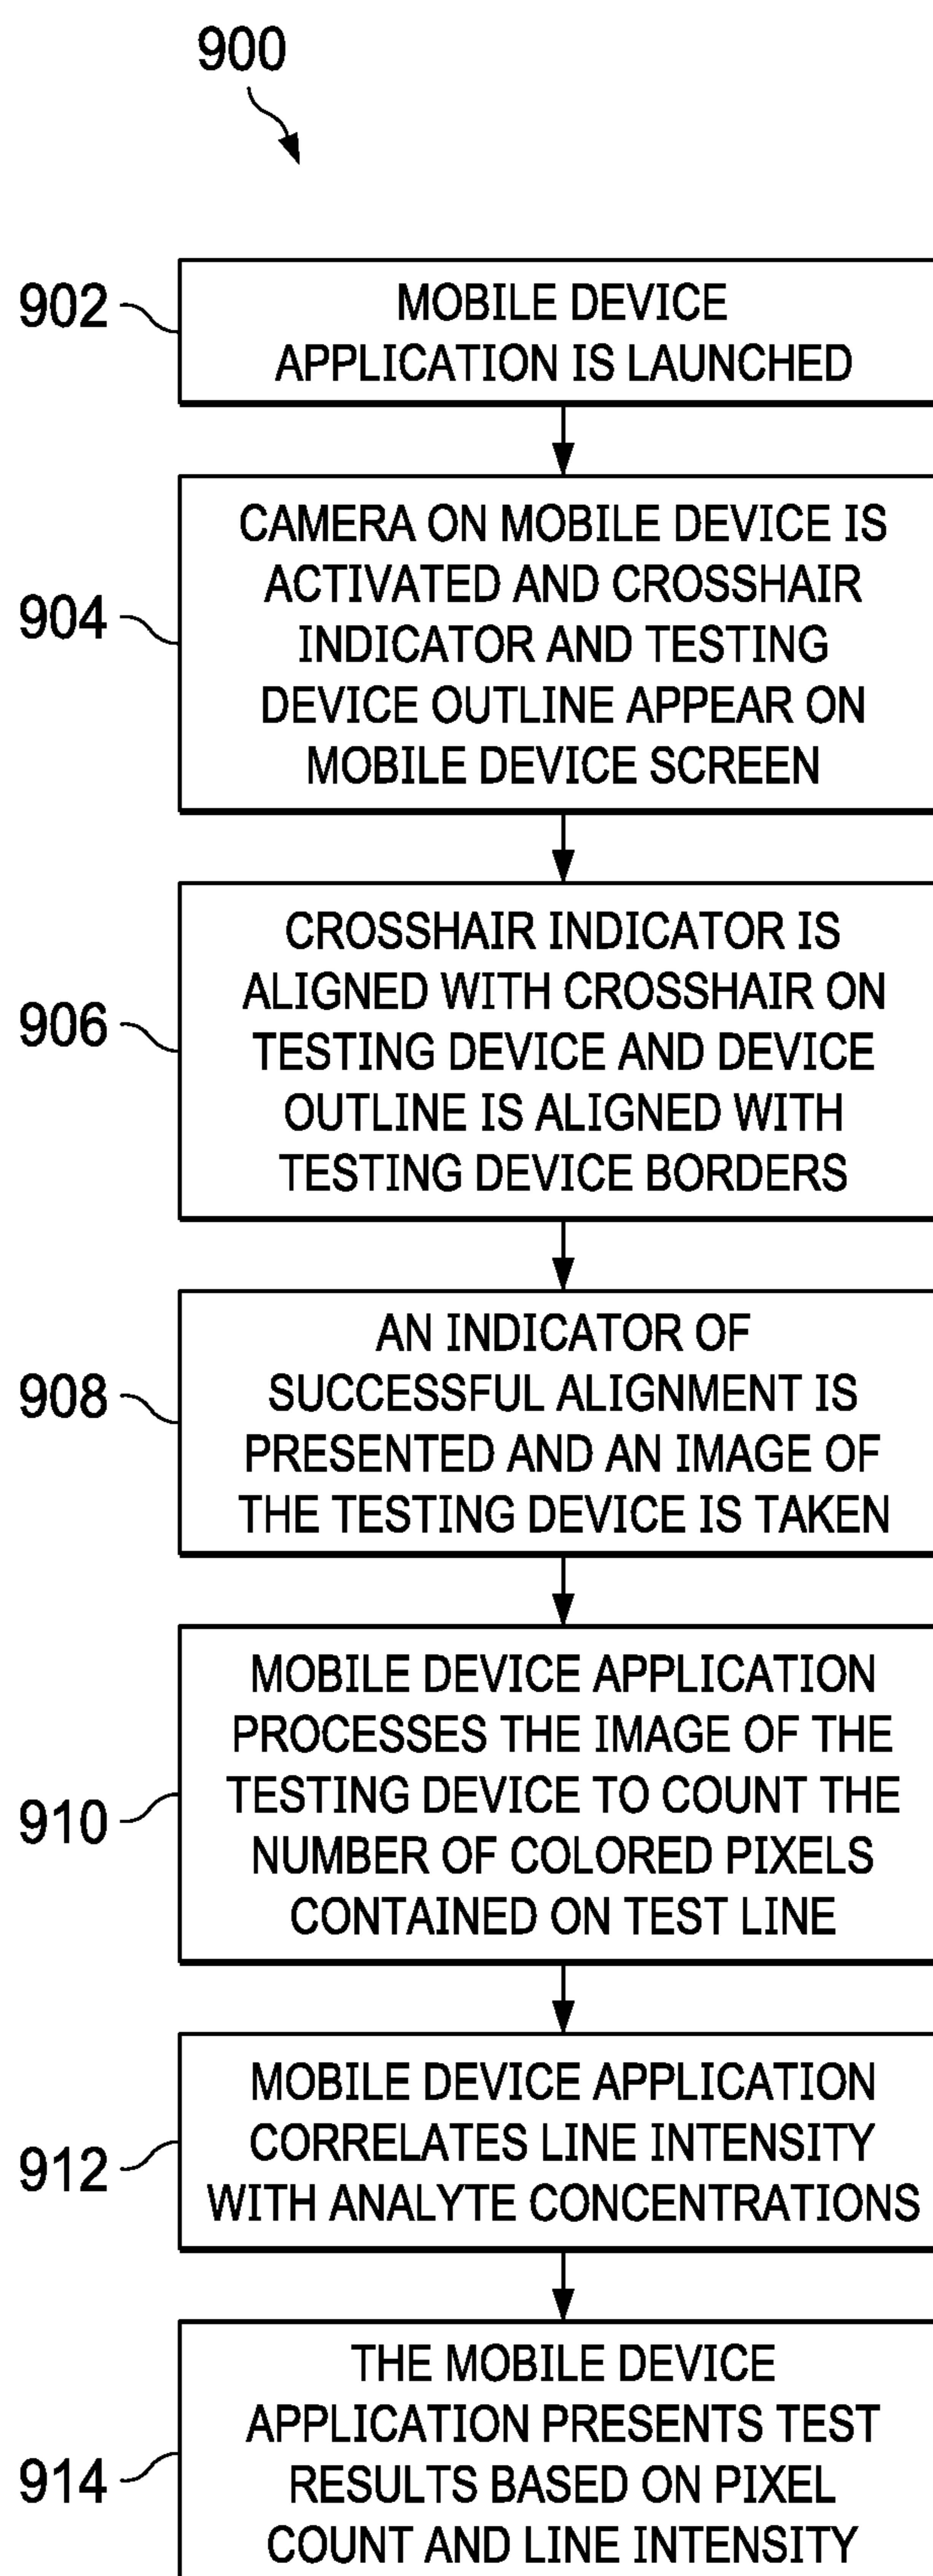 900
902
MOBILE DEVICE
APPLICATION IS LAUNCHED
904
CAMERA ON MOBILE DEVICE IS
ACTIVATED AND CROSSHAIR
INDICATOR AND TESTING
DEVICE OUTLINE APPEAR ON
MOBILE DEVICE SCREEN
906
CROSSHAIR INDICATOR IS
ALIGNED WITH CROSSHAIR ON
TESTING DEVICE AND DEVICE
OUTLINE IS ALIGNED WITH
TESTING DEVICE BORDERS
908
AN INDICATOR OF
SUCCESSFUL ALIGNMENT IS
PRESENTED AND AN IMAGE OF
THE TESTING DEVICE IS TAKEN
910
MOBILE DEVICE APPLICATION
PROCESSES THE IMAGE OF THE
TESTING DEVICE TO COUNT THE
NUMBER OF COLORED PIXELS
CONTAINED ON TEST LINE
912
MOBILE DEVICE APPLICATION
CORRELATES LINE INTENSITY
WITH ANALYTE CONCENTRATIONS
914
THE MOBILE DEVICE
APPLICATION PRESENTS TEST
RESULTS BASED ON PIXEL
COUNT AND LINE INTENSITY